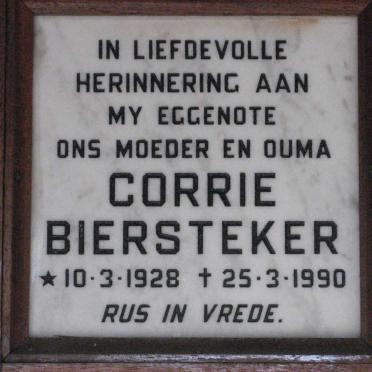 IN LIEFDEVOLLE
HERINNERING AAN
MY EGGENOTE
ONS MOEDER EN OUMA
CORRIE
BIERSTEKER
★10·3·1928 ✝ 25·3·1990
RUS IN VREDE.